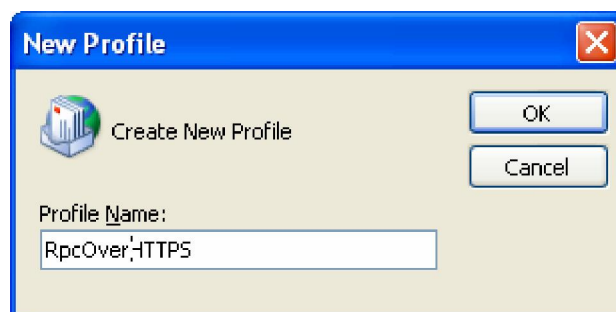 New Profile
Create New Profile
OK
Cancel
Profile Name:
RpcOverHTTPS